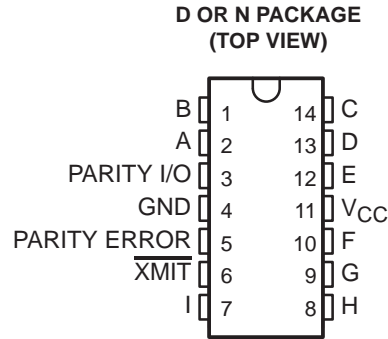 D OR N PACKAGE
(TOP VIEW)
B 1 14 C
A 2 13 D
PARITY I/O 3 12 E
GND 4 11 VCC
PARITY ERROR 5 10 F
X̅M̅I̅T̅ 6 9 G
I 7 8 H